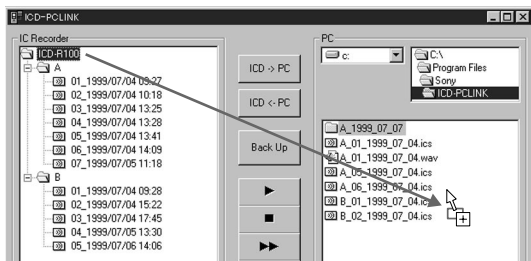 ICD-PCLINK
IC Recorder
ICD-R100
A
01_1999/07/04 09:27
02_1999/07/04 10:18
03_1999/07/04 13:25
04_1999/07/04 13:28
05_1999/07/04 13:41
06_1999/07/04 14:09
07_1999/07/05 11:18
B
01_1999/07/04 09:28
02_1999/07/04 15:22
03_1999/07/04 17:45
04_1999/07/05 13:30
05_1999/07/06 14:06
ICD -> PC
ICD <- PC
Back Up
PC
c:
C:\
Program Files
Sony
ICD-PCLINK
A_1999_07_07
A_01_1999_07_04.ics
A_01_1999_07_04.wav
A_05_1999_07_04.ics
A_06_1999_07_04.ics
B_01_1999_07_04.ics
B_02_1999_07_04.ics